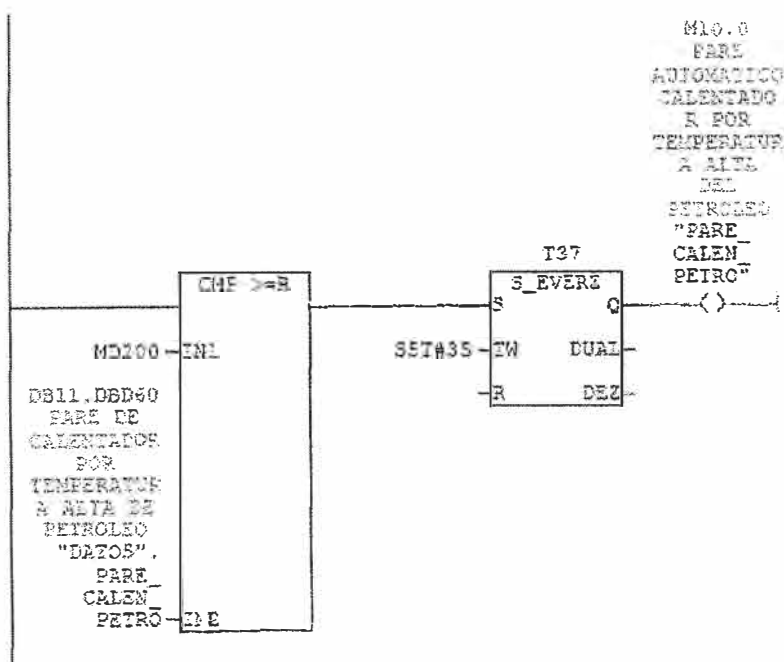 M10.0
PARE
AUTOMATICO
CALENTADO
R POR
TEMPERATUR
A ALTA
DEL
PETROLEO
"PARE_
CALEN_
PETRO"
T37
CMP >=R
S_EVERZ
S
Q
MD200
IN1
S5T#3S
TW
DUAL
R
DEZ
DB11.DBD60
PARE DE
CALENTADOR
POR
TEMPERATUR
A ALTA DE
PETROLEO
"DATOS".
PARE_
CALEN_
PETRO
IN2